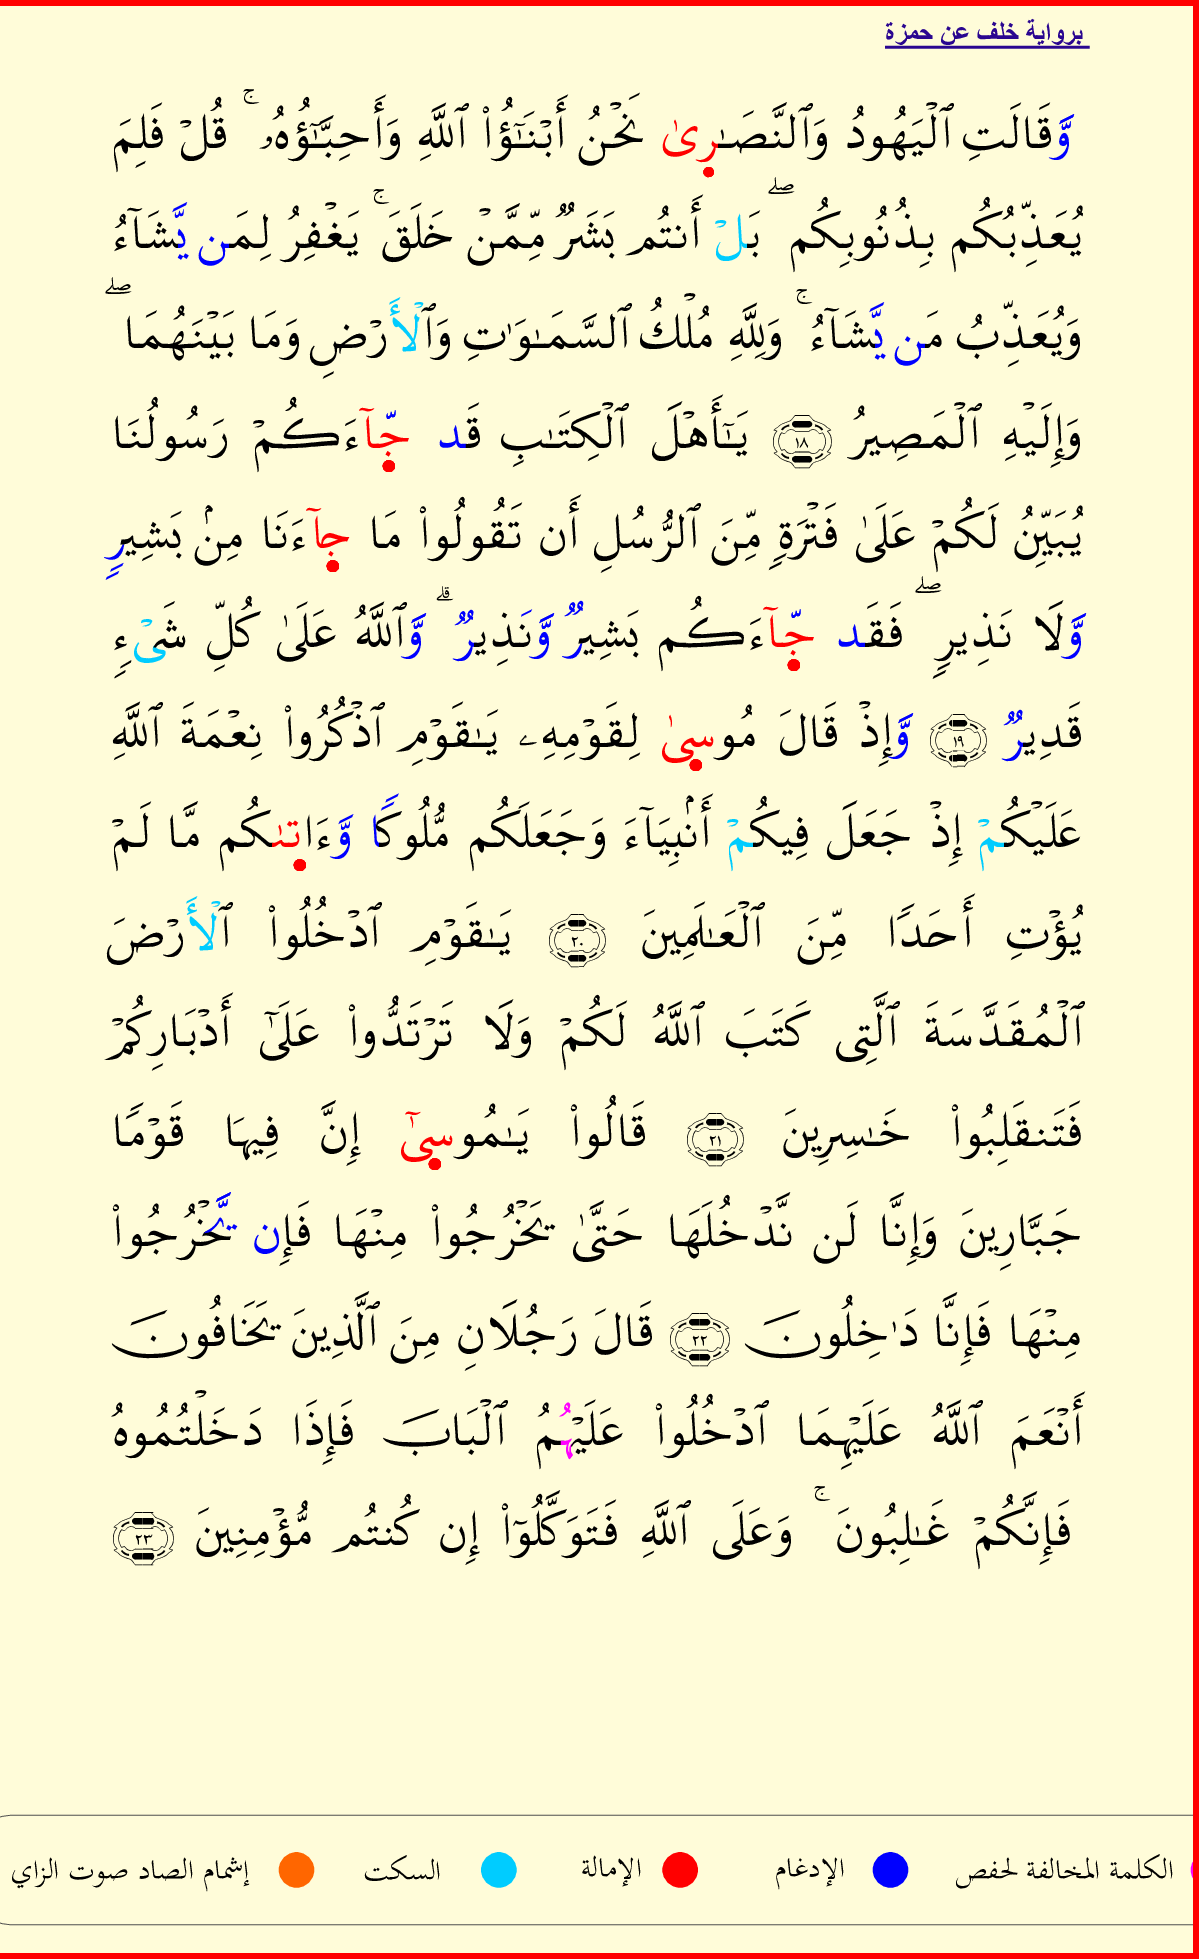 برواية خلف عن حمزة
وَّقَالَتِ ٱلْيَهُودُ وَٱلنَّصَـٰرِىٰ نَحْنُ أَبْنَـٰٓؤُا۟ ٱللَّهِ وَأَحِبَّـٰٓؤُهُۥ ۚ قُلْ فَلِمَ
يُعَذِّبُكُم بِذُنُوبِكُم ۖ بَلْ أَنتُم بَشَرٌ مِّمَّنْ خَلَقَ ۚ يَغْفِرُ لِمَن يَّشَآءُ
وَيُعَذِّبُ مَن يَّشَآءُ ۚ وَلِلَّهِ مُلْكُ ٱلسَّمَـٰوَٰتِ وَٱلْأَرْضِ وَمَا بَيْنَهُمَا ۖ
وَإِلَيْهِ ٱلْمَصِيرُ ١٨ يَـٰٓأَهْلَ ٱلْكِتَـٰبِ قَد جِّآءَكُمْ رَسُولُنَا
يُبَيِّنُ لَكُمْ عَلَىٰ فَتْرَةٍ مِّنَ ٱلرُّسُلِ أَن تَقُولُوا۟ مَا جِآءَنَا مِنۢ بَشِيرٍ
وَّلَا نَذِيرٍ ۖ فَقَد جِّآءَكُم بَشِيرٌ وَّنَذِيرٌ ۗ وَّٱللَّهُ عَلَىٰ كُلِّ شَىْءٍ
قَدِيرٌ ١٩ وَّإِذْ قَالَ مُوسِىٰ لِقَوْمِهِۦ يَـٰقَوْمِ ٱذْكُرُوا۟ نِعْمَةَ ٱللَّهِ
عَلَيْكُمْ إِذْ جَعَلَ فِيكُمْ أَنۢبِيَآءَ وَجَعَلَكُم مُّلُوكًا وَّءَاتِىٰكُم مَّا لَمْ
يُؤْتِ أَحَدًا مِّنَ ٱلْعَـٰلَمِينَ ٢٠ يَـٰقَوْمِ ٱدْخُلُوا۟ ٱلْأَرْضَ
ٱلْمُقَدَّسَةَ ٱلَّتِى كَتَبَ ٱللَّهُ لَكُمْ وَلَا تَرْتَدُّوا۟ عَلَىٰٓ أَدْبَارِكُمْ
فَتَنقَلِبُوا۟ خَـٰسِرِينَ ٢١ قَالُوا۟ يَـٰمُوسِىٰٓ إِنَّ فِيهَا قَوْمًا
جَبَّارِينَ وَإِنَّا لَن نَّدْخُلَهَا حَتَّىٰ يَخْرُجُوا۟ مِنْهَا فَإِن يَّخْرُجُوا۟
مِنْهَا فَإِنَّا دَٰخِلُونَ ٢٢ قَالَ رَجُلَانِ مِنَ ٱلَّذِينَ يَخَافُونَ
أَنْعَمَ ٱللَّهُ عَلَيْهِمَا ٱدْخُلُوا۟ عَلَيْهُمُ ٱلْبَابَ فَإِذَا دَخَلْتُمُوهُ
فَإِنَّكُمْ غَـٰلِبُونَ ۚ وَعَلَى ٱللَّهِ فَتَوَكَّلُوٓا۟ إِن كُنتُم مُّؤْمِنِينَ ٢٣
الكلمة المخالفة لحفص الإدغام الإمالة السكت إشمام الصاد صوت الزاي